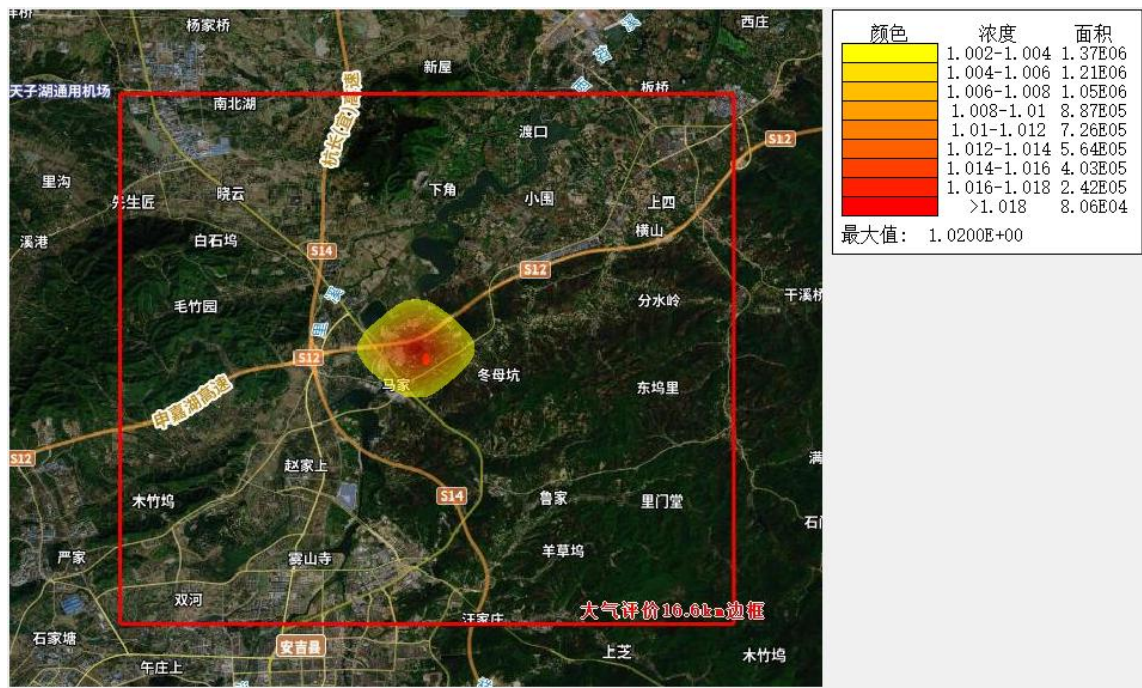 杨家桥
西庄
新屋
板桥
天子湖通用机场
南北湖
杭长(宜)高速
渡口
S12
里沟
先生匠
晓云
下角
小围
上四
溪港
白石坞
S14
横山
S12
毛竹园
里溪
分水岭
干溪桥
S12
马家
冬母坑
东坞里
申嘉湖高速
S12
赵家上
满
木竹坞
S14
鲁家
里门堂
石门
严家
雾山寺
羊草坞
双河
汪家庄
大气评价16.6km边框
石家塘
安吉县
上芝
木竹坞
午庄上
颜色 浓度 面积
1.002-1.004 1.37E06
1.004-1.006 1.21E06
1.006-1.008 1.05E06
1.008-1.01 8.87E05
1.01-1.012 7.26E05
1.012-1.014 5.64E05
1.014-1.016 4.03E05
1.016-1.018 2.42E05
>1.018 8.06E04
最大值: 1.0200E+00